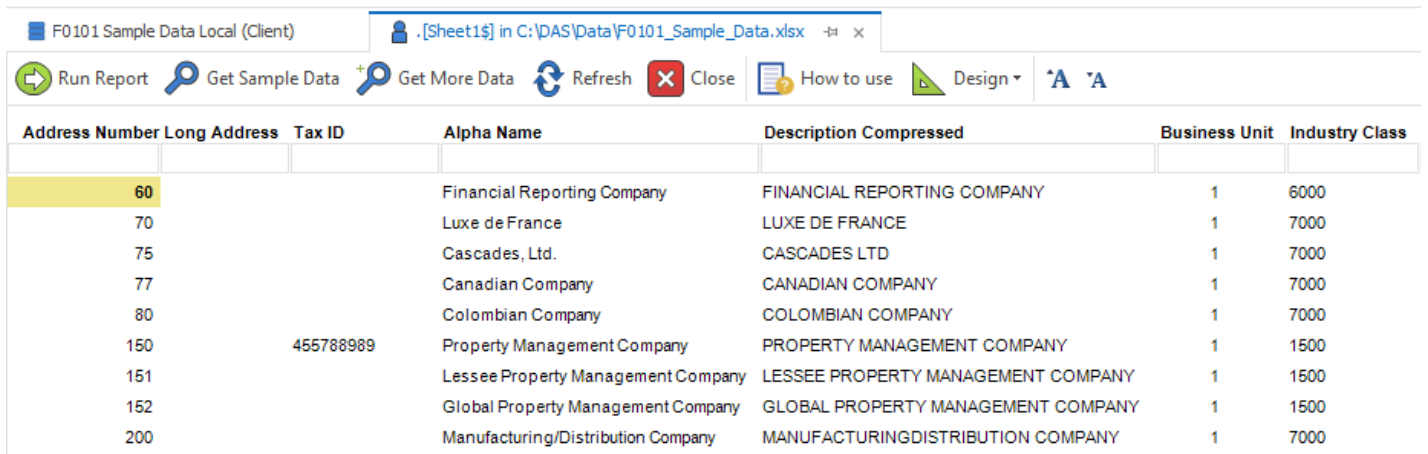 F0101 Sample Data Local (Client) .[Sheet1$] in C:\DAS\Data\F0101_Sample_Data.xlsx
Run Report Get Sample Data Get More Data Refresh Close How to use Design A A
Address Number Long Address Tax ID Alpha Name Description Compressed Business Unit Industry Class
60 Financial Reporting Company FINANCIAL REPORTING COMPANY 1 6000
70 Luxe de France LUXE DE FRANCE 1 7000
75 Cascades, Ltd. CASCADES LTD 1 7000
77 Canadian Company CANADIAN COMPANY 1 7000
80 Colombian Company COLOMBIAN COMPANY 1 7000
150 455788989 Property Management Company PROPERTY MANAGEMENT COMPANY 1 1500
151 Lessee Property Management Company LESSEE PROPERTY MANAGEMENT COMPANY 1 1500
152 Global Property Management Company GLOBAL PROPERTY MANAGEMENT COMPANY 1 1500
200 Manufacturing/Distribution Company MANUFACTURINGDISTRIBUTION COMPANY 1 7000